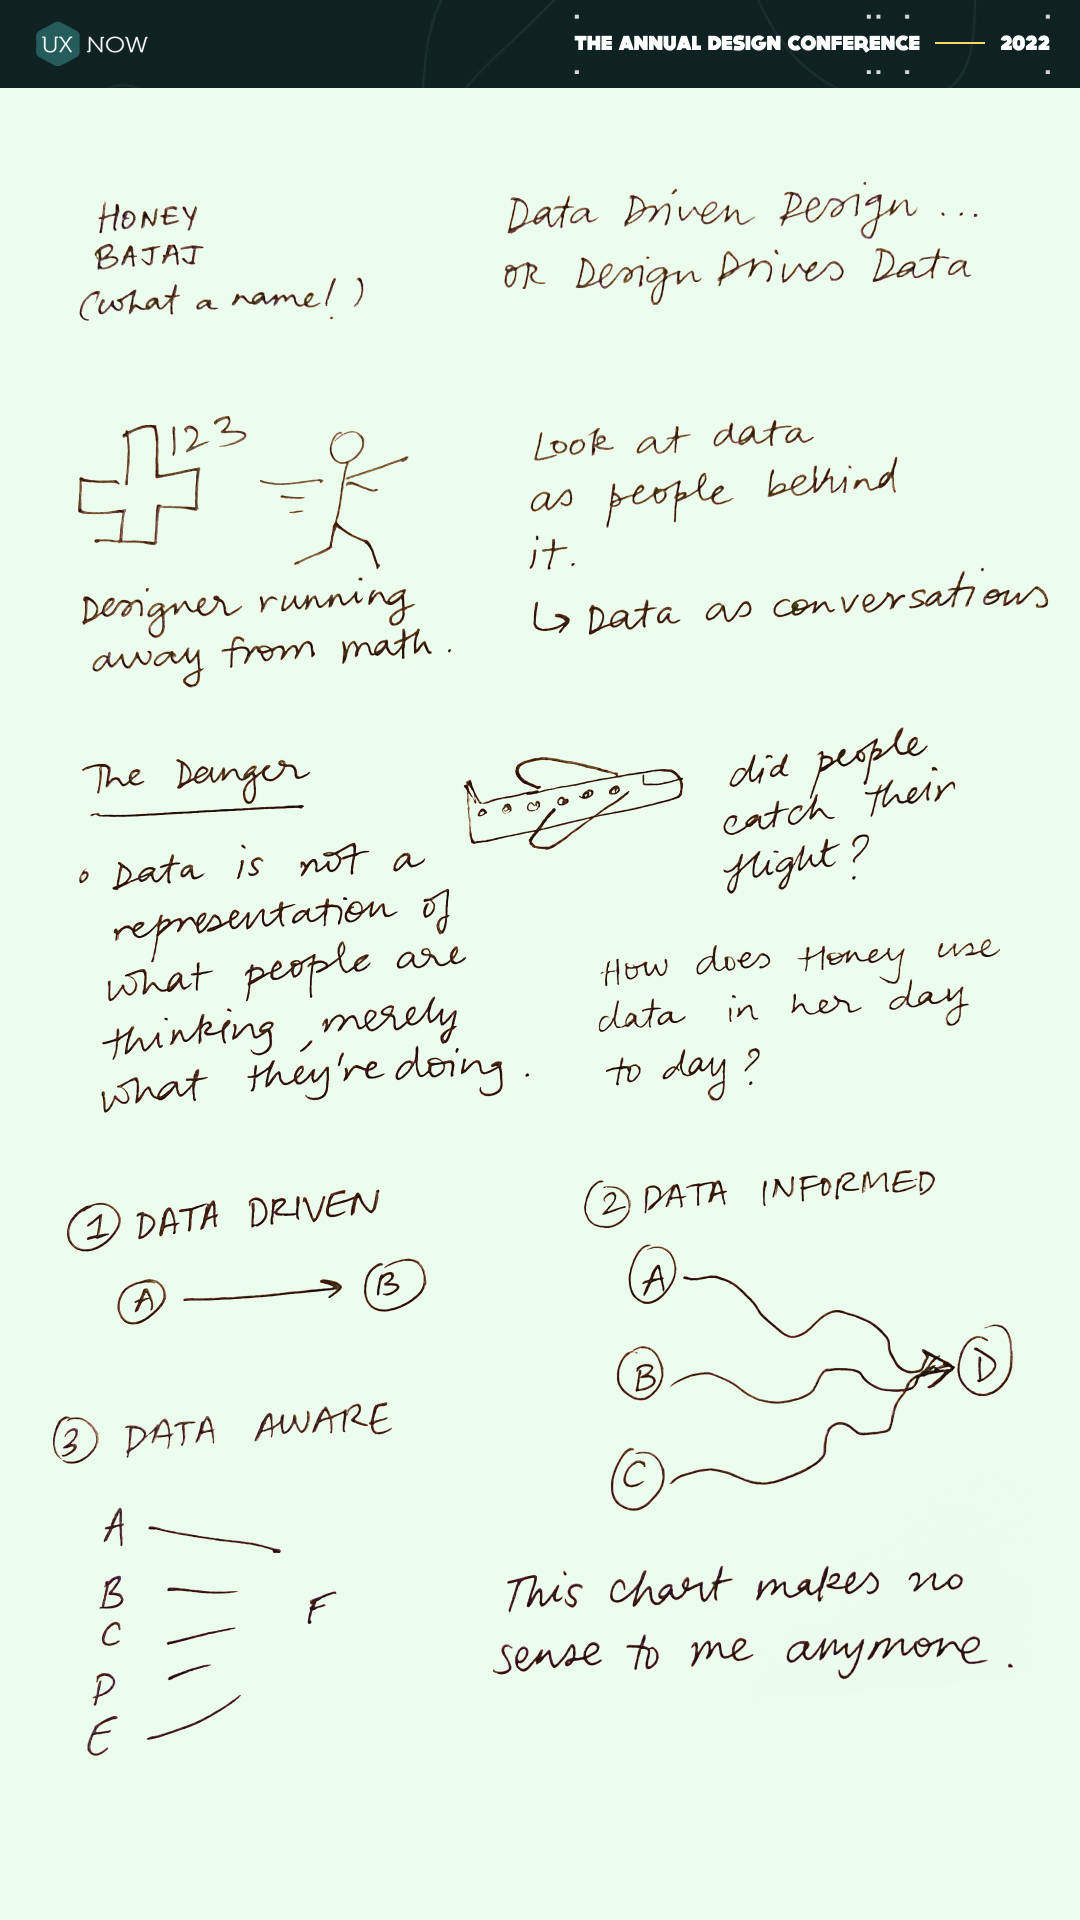 UX NOW
THE ANNUAL DESIGN CONFERENCE — 2022
HONEY
BAJAJ
(what a name!)
Data Driven Design ...
OR Design Drives Data
123
Designer running
away from math.
Look at data
as people behind
it.
↳ Data as conversations
The Danger
• Data is not a
representation of
what people are
thinking, merely
what they're doing.
did people
catch their
flight?
How does Honey use
data in her day
to day?
① DATA DRIVEN
A → B
② DATA INFORMED
A
B
C
D
③ DATA AWARE
A
B
C
D
E
F
This chart makes no
sense to me anymore.